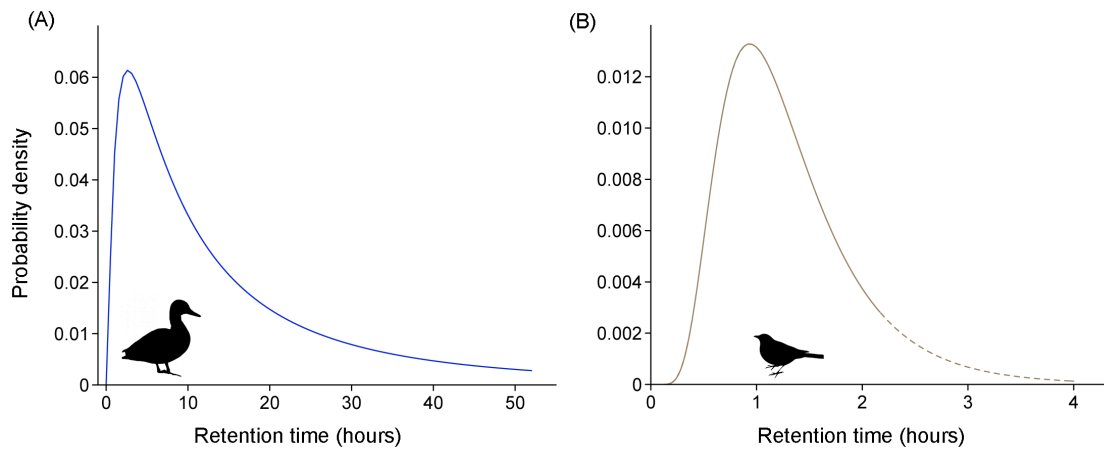 (A)
Probability density
0.06
0.05
0.04
0.03
0.02
0.01
0
0 10 20 30 40 50
Retention time (hours)
(B)
0.012
0.010
0.008
0.006
0.004
0.002
0
0 1 2 3 4
Retention time (hours)